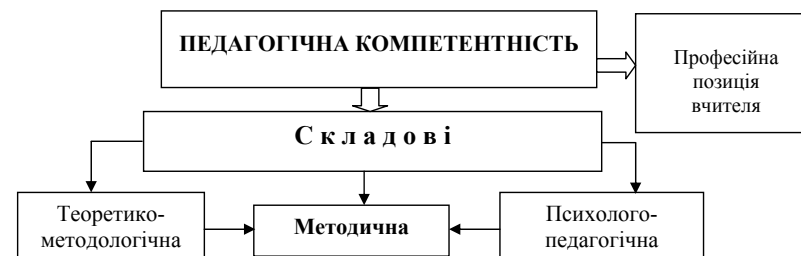 ПЕДАГОГІЧНА КОМПЕТЕНТНІСТЬ
Професійна
позиція
вчителя
С к л а д о в і
Теоретико-
методологічна
Методична
Психолого-
педагогічна